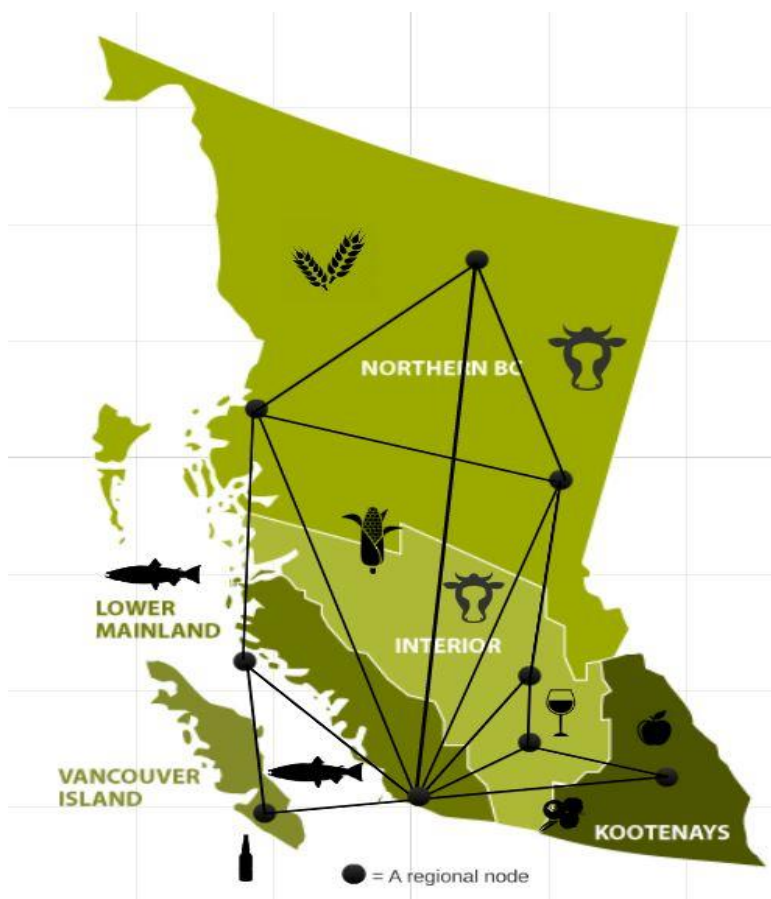 NORTHERN BC
LOWER
MAINLAND
INTERIOR
VANCOUVER
ISLAND
KOOTENAYS
= A regional node